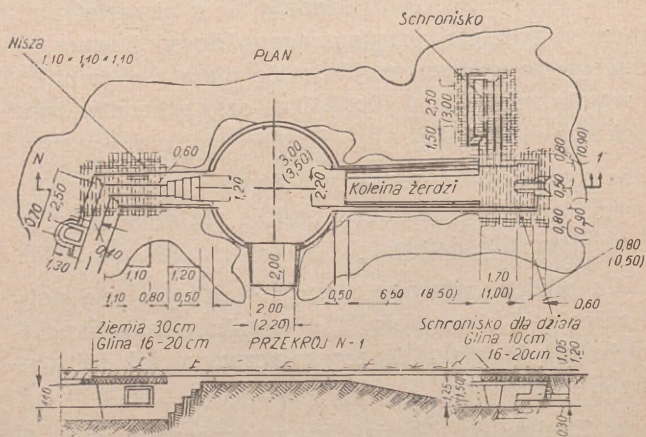 Schronisko
Nisza
1,10 × 1,10 × 1,10
PLAN
1,50 2,50
(3,00)
0,60
N
2,50
0,70
1,30
0,40
1,20
3,00
(3,50)
2,20
Koleina żerdzi
0,80
(0,90)
0,50
0,80
(0,90)
1
1,10 1,20
1,10 0,80 0,50
2,00
2,00
(2,20)
0,50
6,50 (8,50)
1,70
(1,00)
0,80
(0,50)
0,60
Ziemia 30cm
Glina 16-20cm
PRZEKRÓJ N-1
Schronisko dla działa
Glina 10cm
16-20cm
1,10
1,25
(1,50)
1,05
1,20
0,30